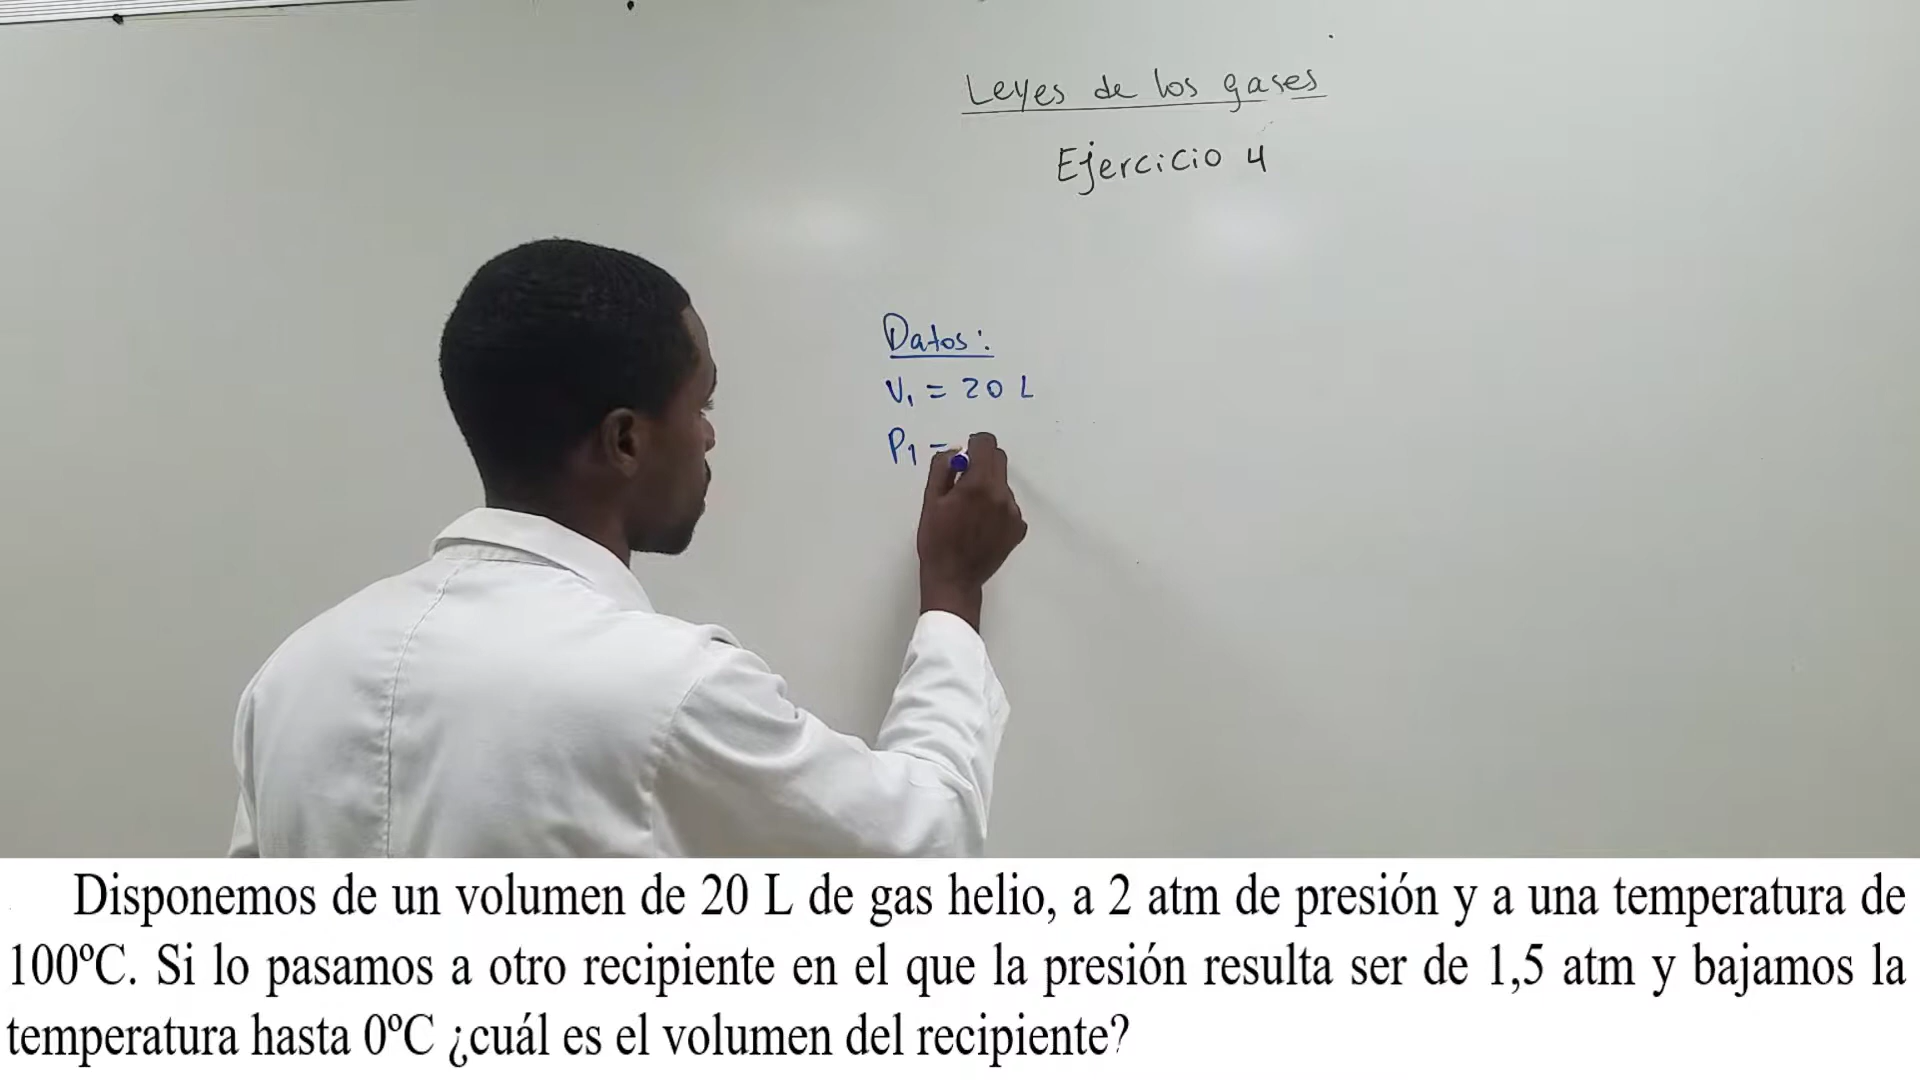 Leyes de los gases
Ejercicio 4
Datos:
V₁ = 20 L
P₁ =
Disponemos de un volumen de 20 L de gas helio, a 2 atm de presión y a una temperatura de
100ºC. Si lo pasamos a otro recipiente en el que la presión resulta ser de 1,5 atm y bajamos la
temperatura hasta 0ºC ¿cuál es el volumen del recipiente?